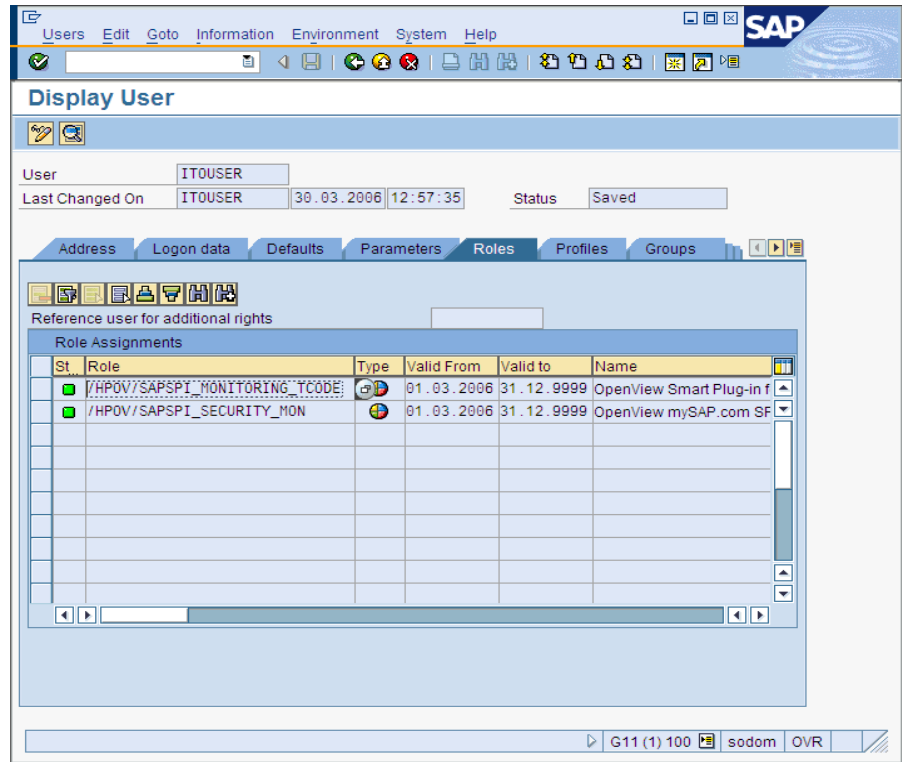 Users Edit Goto Information Environment System Help
SAP
Display User
User ITOUSER
Last Changed On ITOUSER 30.03.2006 12:57:35 Status Saved
Address Logon data Defaults Parameters Roles Profiles Groups
Reference user for additional rights
Role Assignments
St... Role Type Valid From Valid to Name
/HPOV/SAPSPI_MONITORING_TCODE 01.03.2006 31.12.9999 OpenView Smart Plug-in f
/HPOV/SAPSPI_SECURITY_MON 01.03.2006 31.12.9999 OpenView mySAP.com SF
G11 (1) 100 sodom OVR